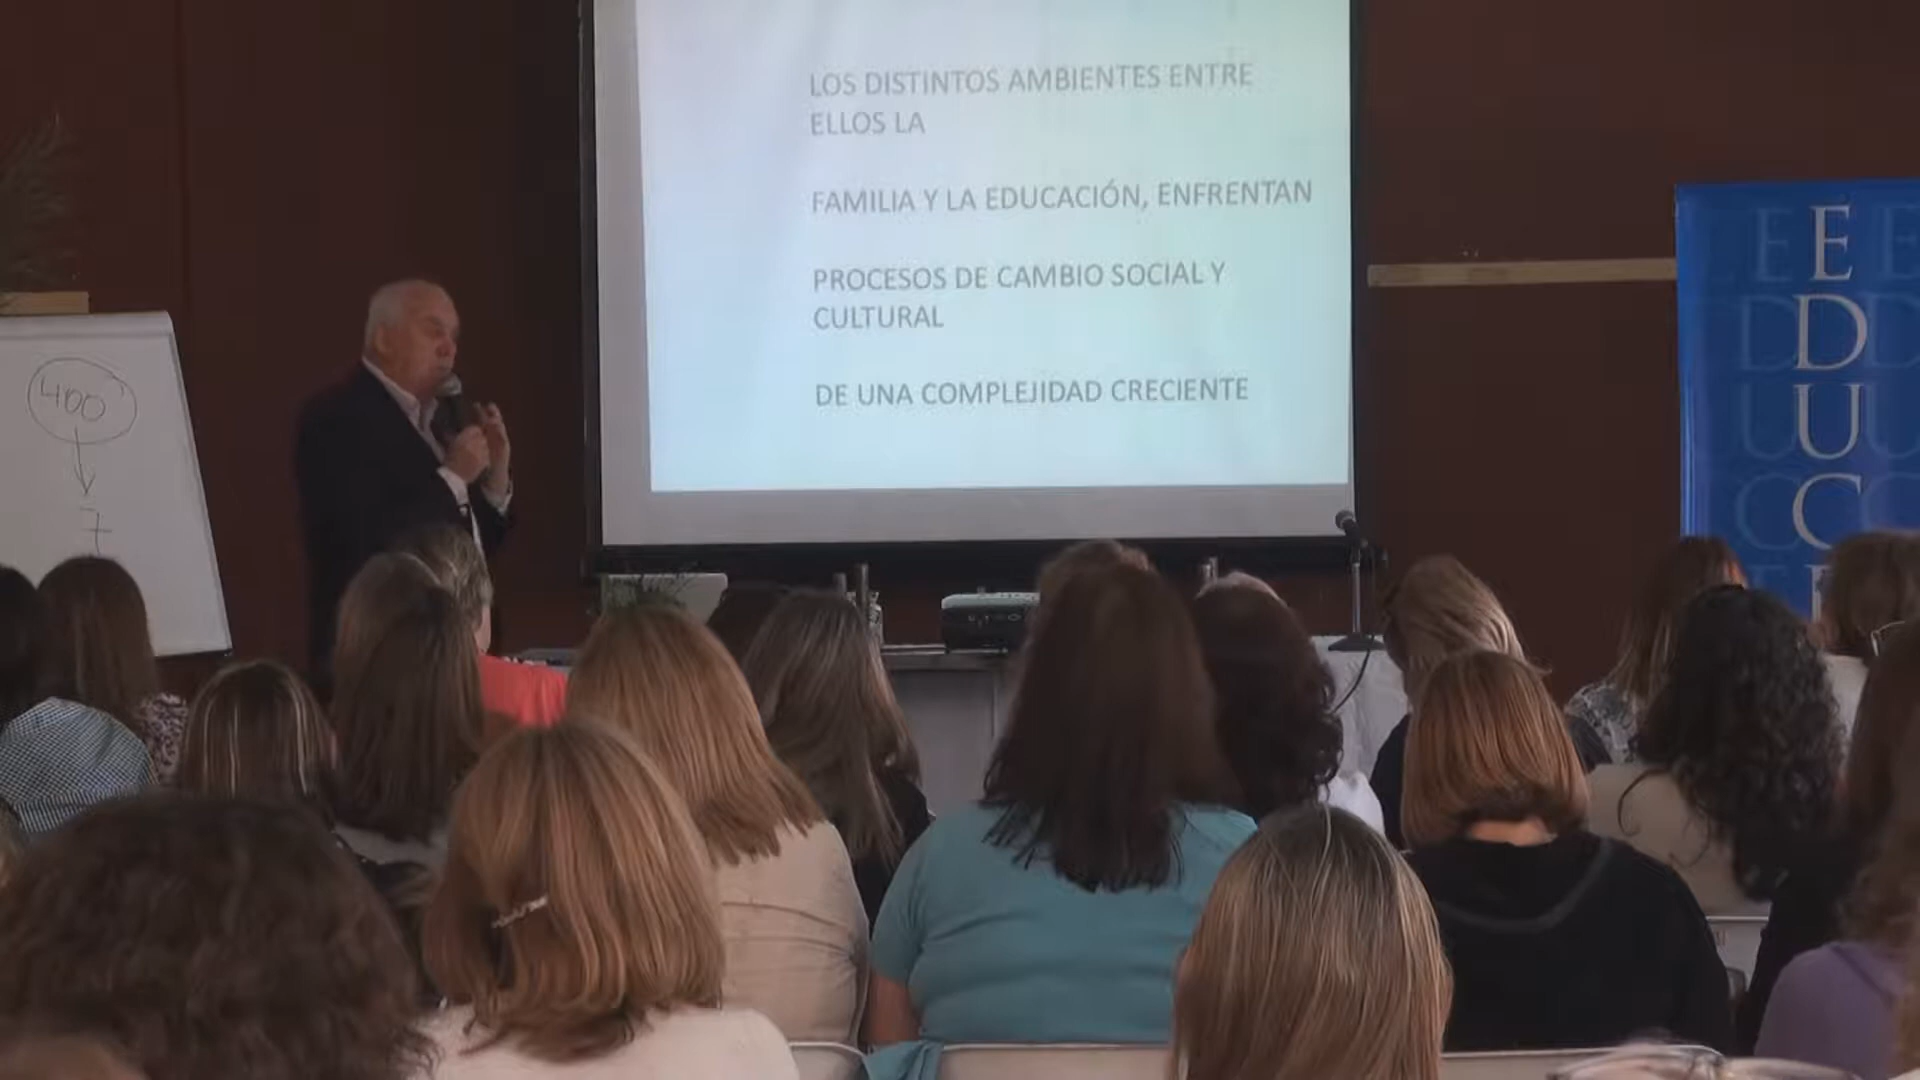 LOS DISTINTOS AMBIENTES ENTRE
ELLOS LA
FAMILIA Y LA EDUCACIÓN, ENFRENTAN
PROCESOS DE CAMBIO SOCIAL Y
CULTURAL
DE UNA COMPLEJIDAD CRECIENTE
400
7
EDUC